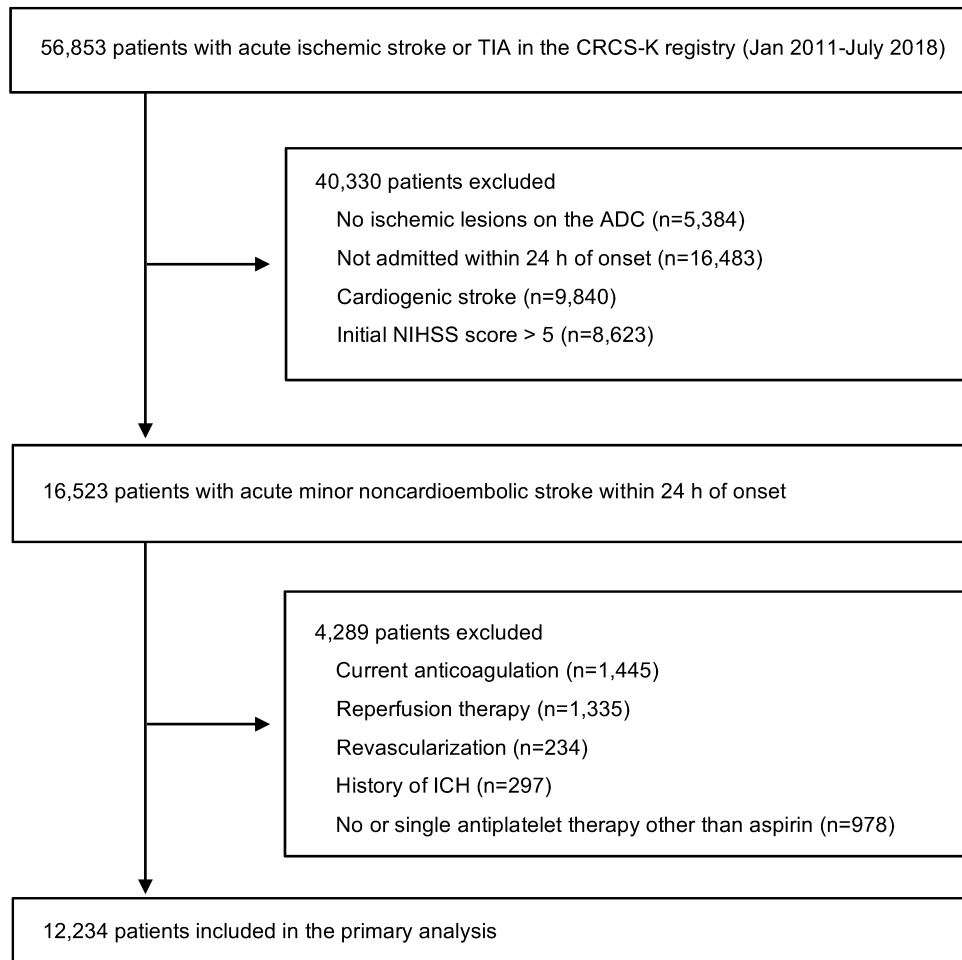 56,853 patients with acute ischemic stroke or TIA in the CRCS-K registry (Jan 2011-July 2018)
40,330 patients excluded
No ischemic lesions on the ADC (n=5,384)
Not admitted within 24 h of onset (n=16,483)
Cardiogenic stroke (n=9,840)
Initial NIHSS score > 5 (n=8,623)
16,523 patients with acute minor noncardioembolic stroke within 24 h of onset
4,289 patients excluded
Current anticoagulation (n=1,445)
Reperfusion therapy (n=1,335)
Revascularization (n=234)
History of ICH (n=297)
No or single antiplatelet therapy other than aspirin (n=978)
12,234 patients included in the primary analysis